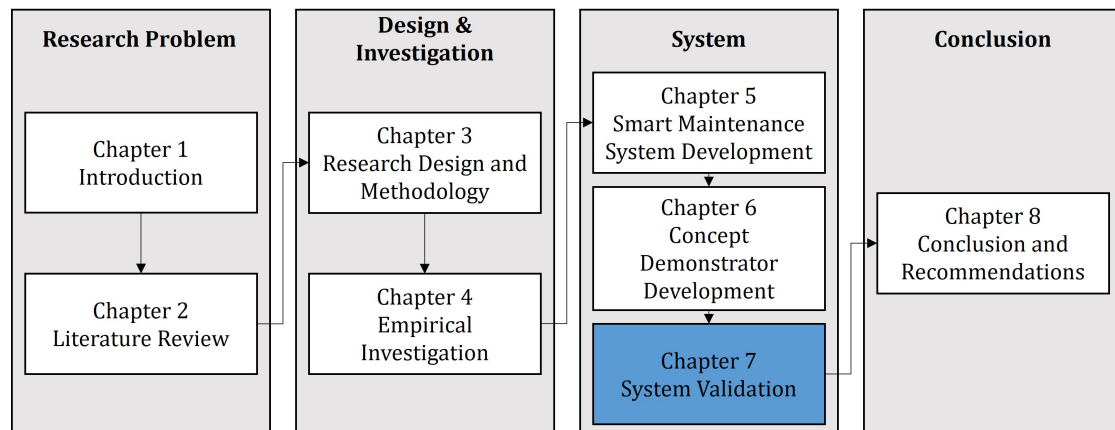 Research Problem
Chapter 1
Introduction
Chapter 2
Literature Review
Design &
Investigation
Chapter 3
Research Design and
Methodology
Chapter 4
Empirical
Investigation
System
Chapter 5
Smart Maintenance
System Development
Chapter 6
Concept
Demonstrator
Development
Chapter 7
System Validation
Conclusion
Chapter 8
Conclusion and
Recommendations